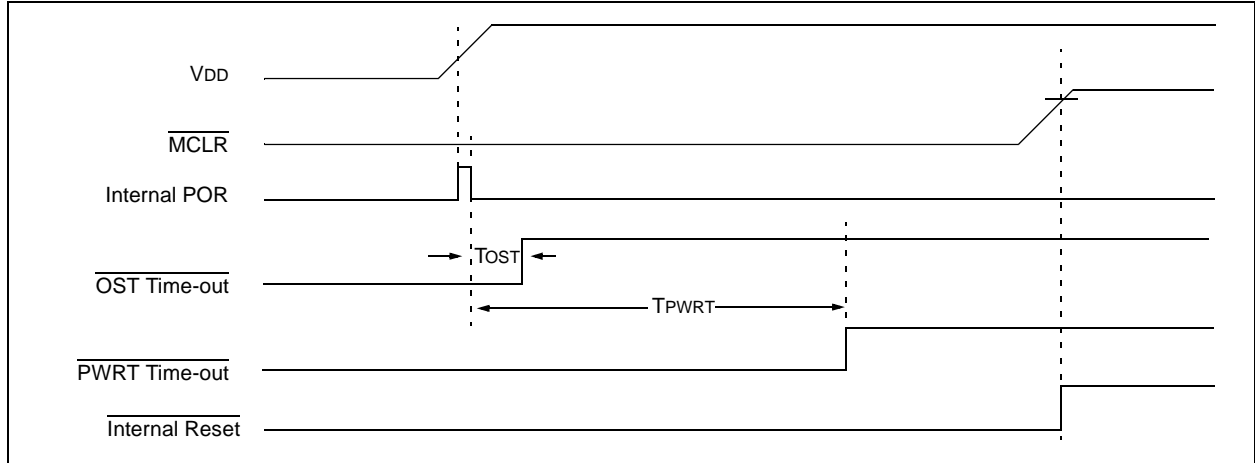 VDD
MCLR
Internal POR
TOST
OST Time-out
TPWRT
PWRT Time-out
Internal Reset